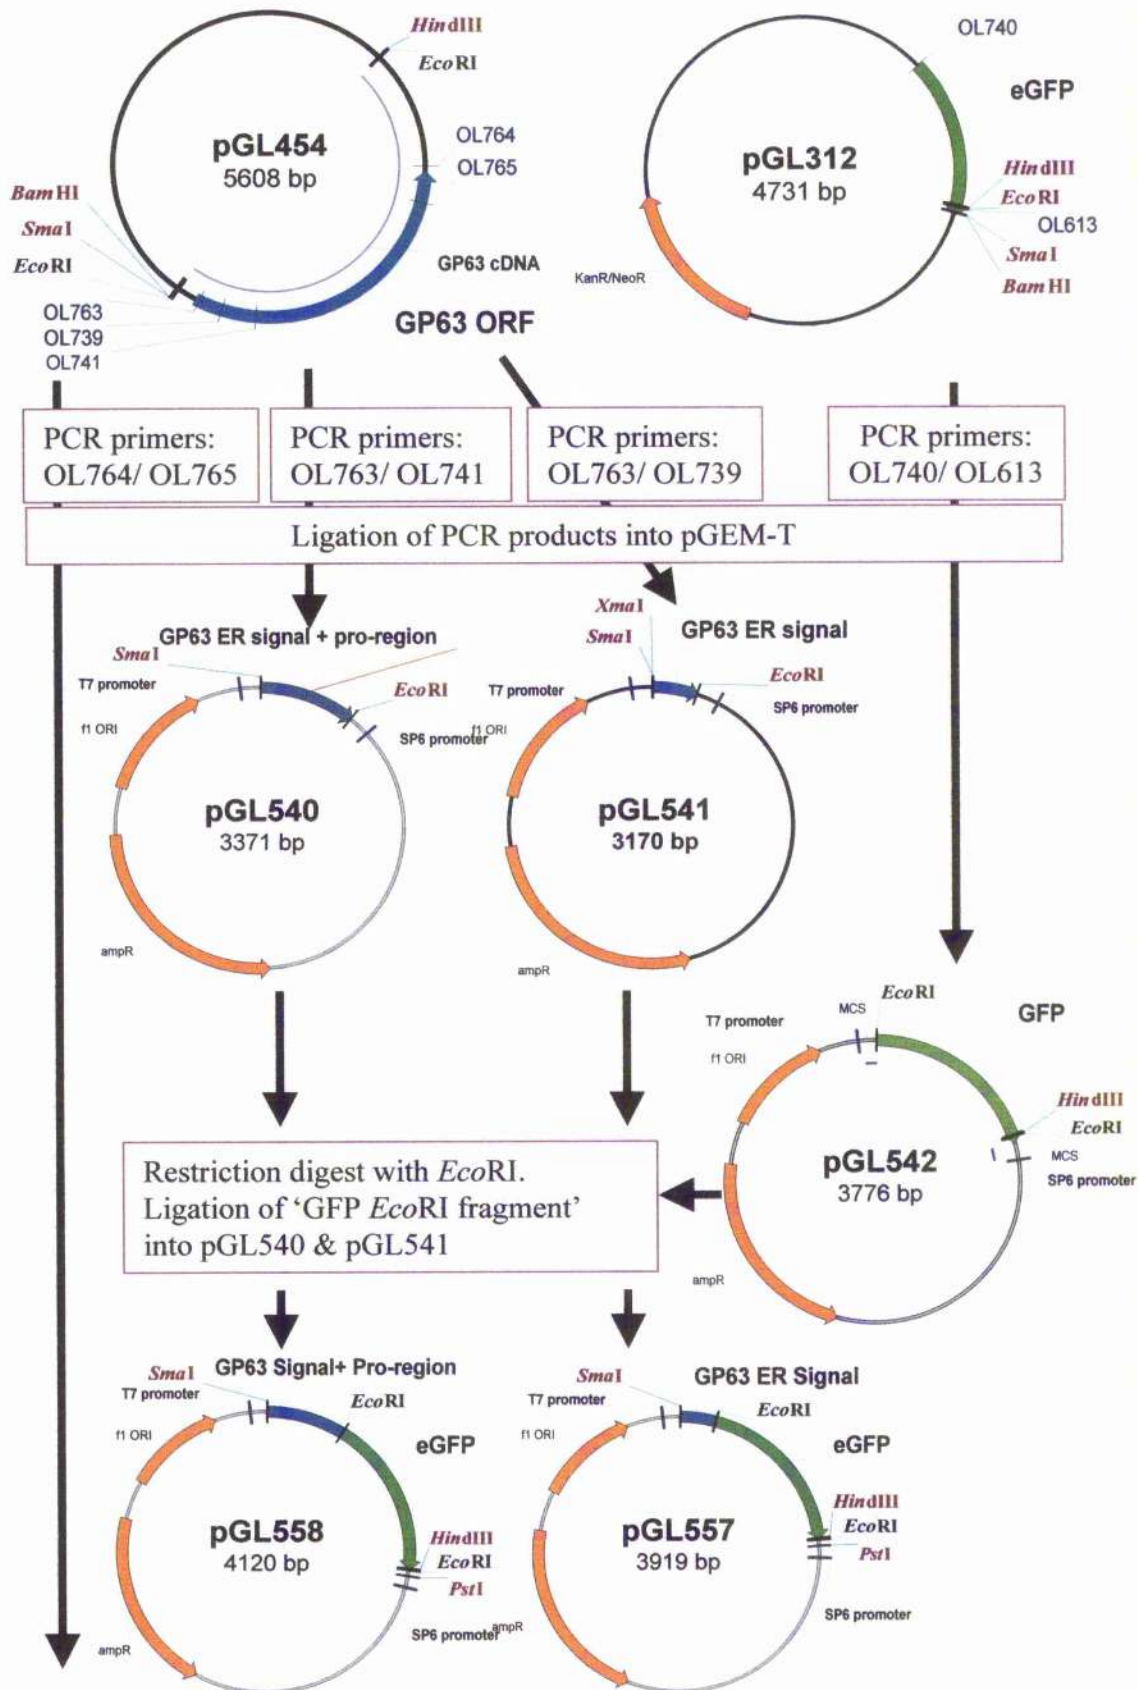 HindIII
EcoRI
OL740
eGFP
pGL454
5608 bp
OL764
OL765
pGL312
4731 bp
HindIII
EcoRI
OL613
SmaI
BamHI
BamHI
SmaI
EcoRI
GP63 cDNA
KanR/NeoR
OL763
OL739
OL741
GP63 ORF
PCR primers:
OL764/ OL765
PCR primers:
OL763/ OL741
PCR primers:
OL763/ OL739
PCR primers:
OL740/ OL613
Ligation of PCR products into pGEM-T
GP63 ER signal + pro-region
SmaI
T7 promoter
EcoRI
f1 ORI
SP6 promoter
pGL540
3371 bp
ampR
XmaI
GP63 ER signal
SmaI
EcoRI
T7 promoter
SP6 promoter
f1 ORI
pGL541
3170 bp
ampR
EcoRI
MCS
GFP
T7 promoter
f1 ORI
HindIII
EcoRI
MCS
SP6 promoter
pGL542
3776 bp
ampR
Restriction digest with EcoRI.
Ligation of ‘GFP EcoRI fragment’
into pGL540 & pGL541
GP63 Signal+ Pro-region
SmaI
T7 promoter
EcoRI
f1 ORI
eGFP
pGL558
4120 bp
HindIII
EcoRI
PstI
SP6 promoter
ampR
SmaI
GP63 ER Signal
T7 promoter
EcoRI
f1 ORI
eGFP
pGL557
3919 bp
HindIII
EcoRI
PstI
SP6 promoter
ampR